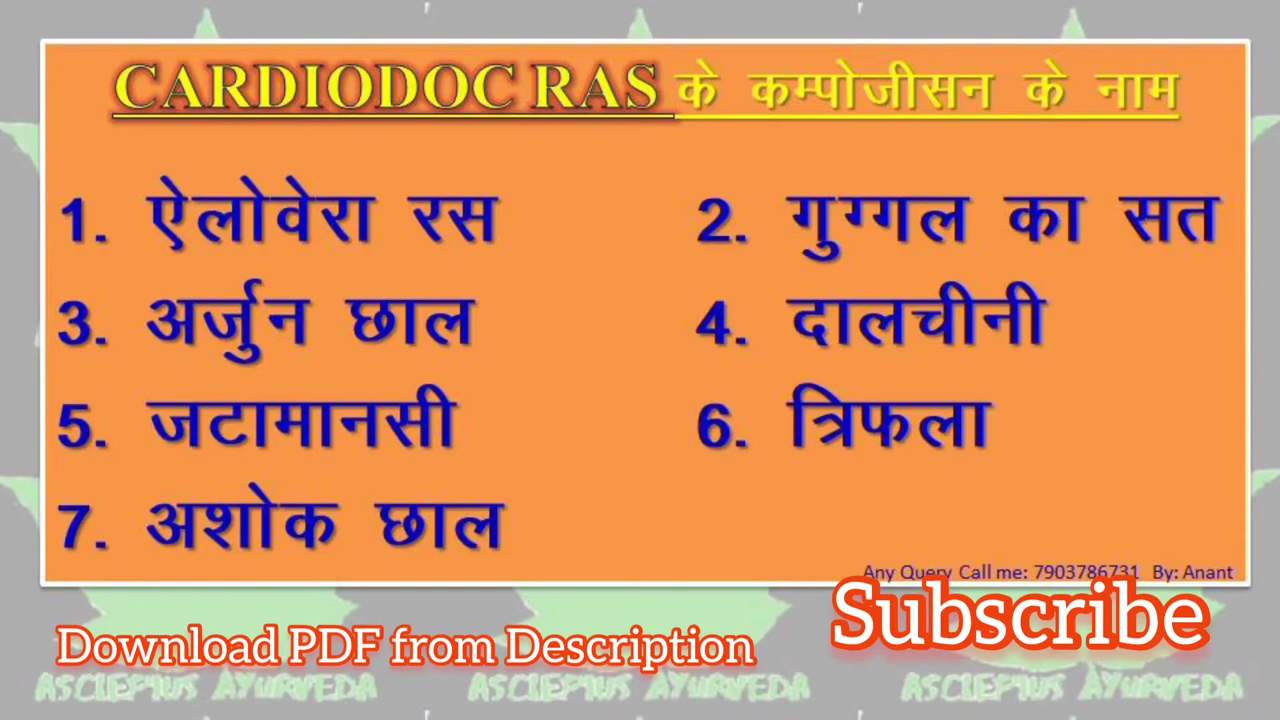 CARDIODOC RAS के कम्पोजीसन के नाम
1. ऐलोवेरा रस 2. गुग्गल का सत
3. अर्जुन छाल 4. दालचीनी
5. जटामानसी 6. त्रिफला
7. अशोक छाल
Any Query Call me: 7903786731 By: Anant
Subscribe
Download PDF from Description
ASCLEPIUS AYURVEDA ASCLEPIUS AYURVEDA ASCLEPIUS AYURVEDA